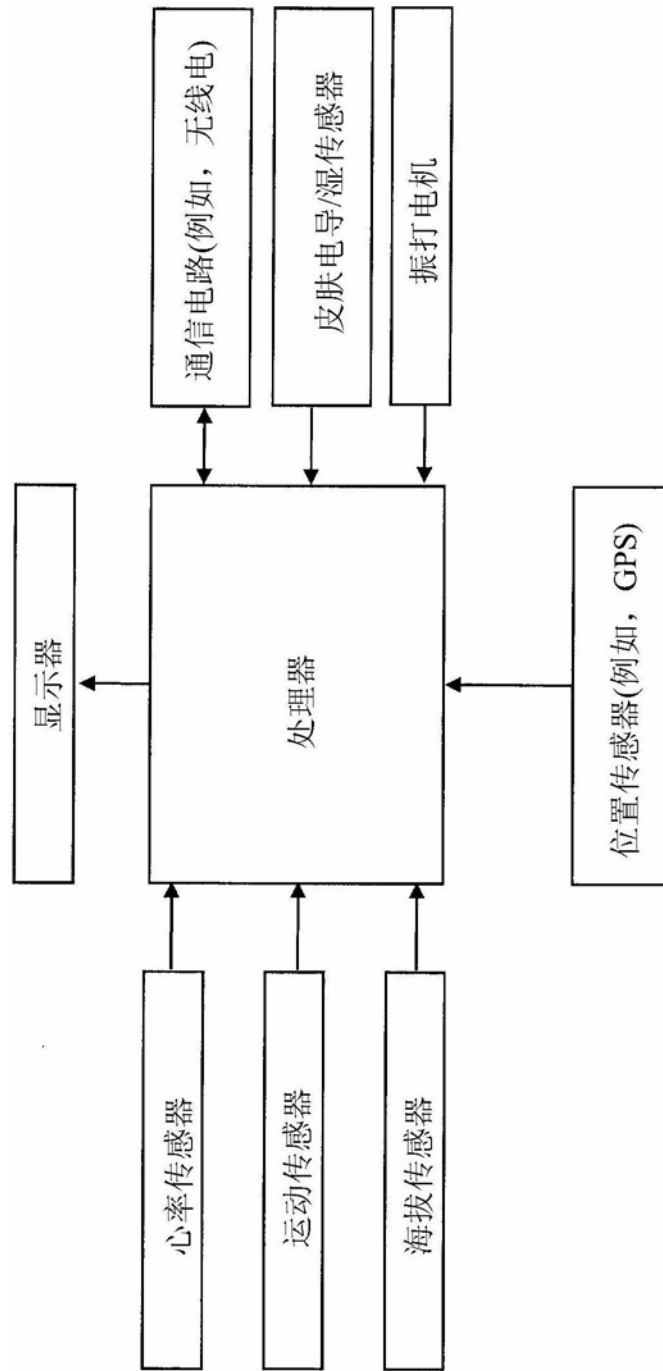 显示器
心率传感器
运动传感器
海拔传感器
处理器
通信电路(例如，无线电)
皮肤电导/湿传感器
振打电机
位置传感器(例如，GPS)